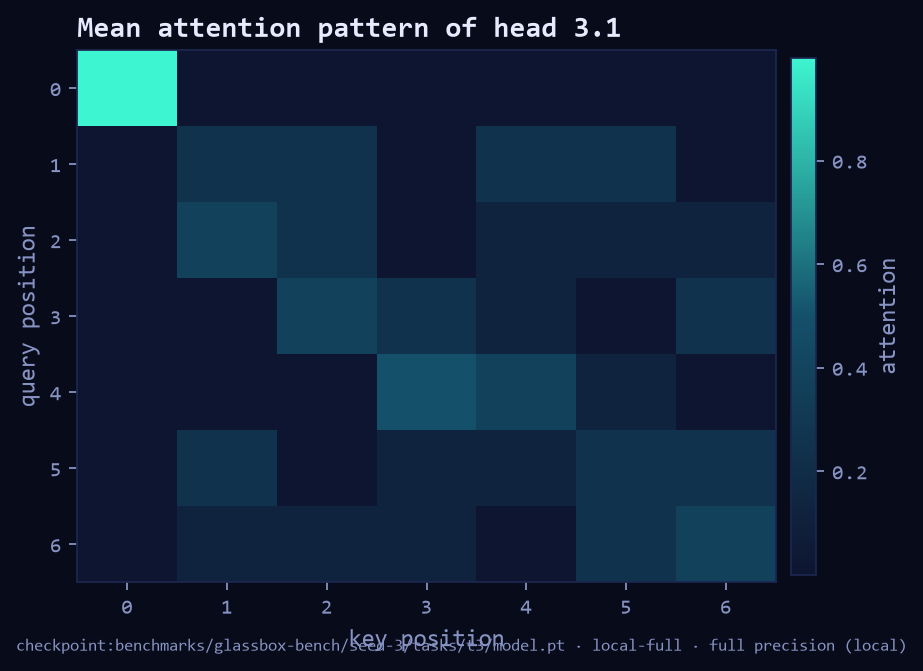 Mean attention pattern of head 3.1
0
1
2
3
4
5
6
query position
0 1 2 3 4 5 6
key position
0.8
0.6
0.4
0.2
attention
checkpoint:benchmarks/glassbox-bench/seed-3/tasks/t3/model.pt · local-full · full precision (local)